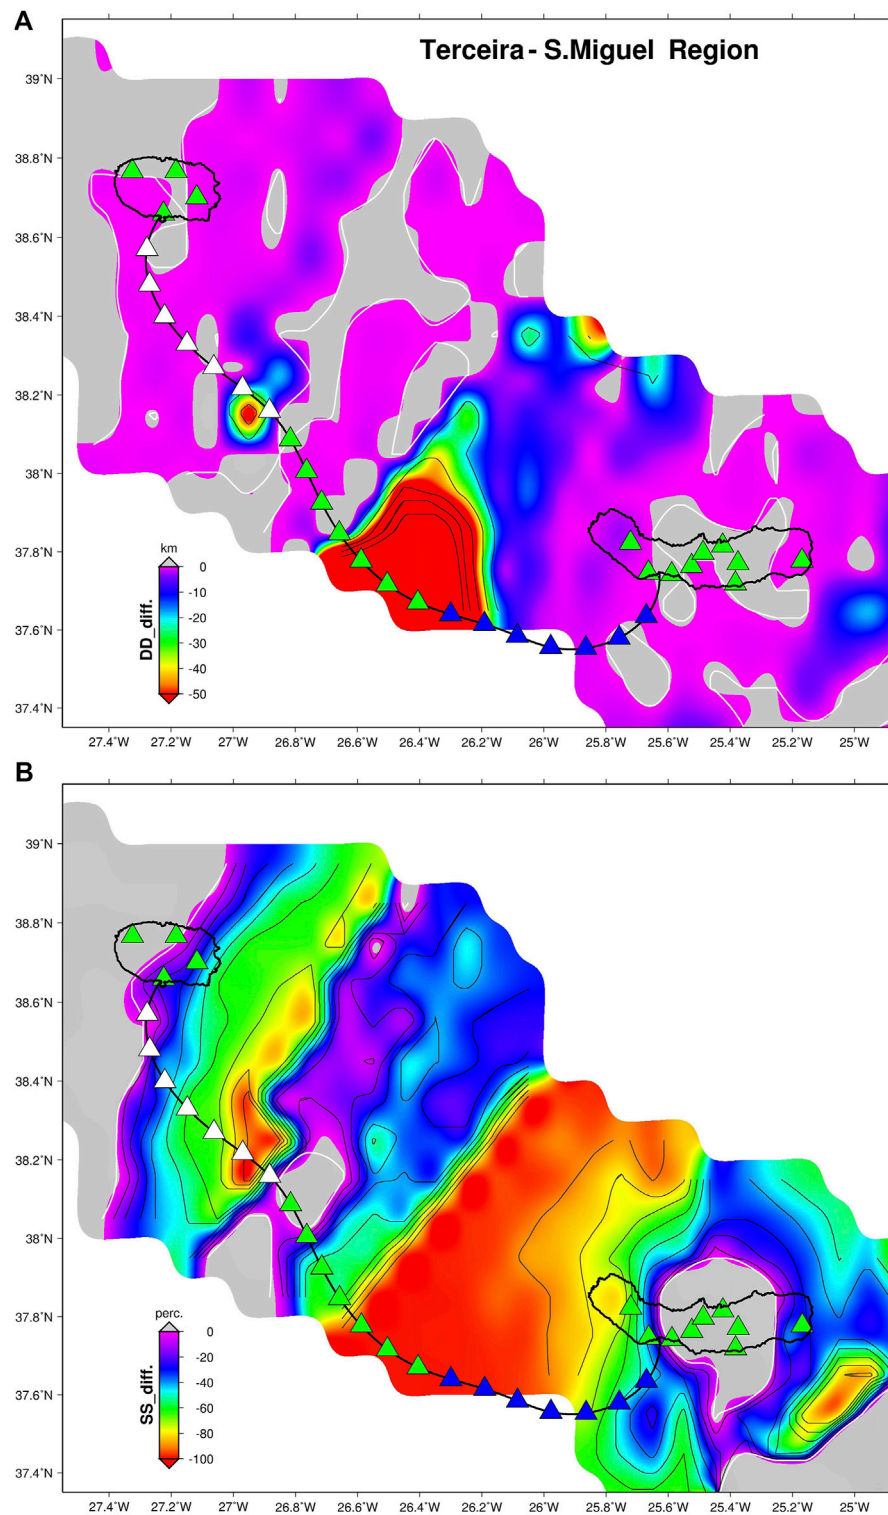 A
Terceira - S.Miguel Region
39°N
38.8°N
38.6°N
38.4°N
38.2°N
38°N
37.8°N
37.6°N
37.4°N
km
DD_diff.
0
-10
-20
-30
-40
-50
27.4°W 27.2°W 27°W 26.8°W 26.6°W 26.4°W 26.2°W 26°W 25.8°W 25.6°W 25.4°W 25.2°W 25°W
B
39°N
38.8°N
38.6°N
38.4°N
38.2°N
38°N
37.8°N
37.6°N
37.4°N
perc.
SS_diff.
0
-20
-40
-60
-80
-100
27.4°W 27.2°W 27°W 26.8°W 26.6°W 26.4°W 26.2°W 26°W 25.8°W 25.6°W 25.4°W 25.2°W 25°W